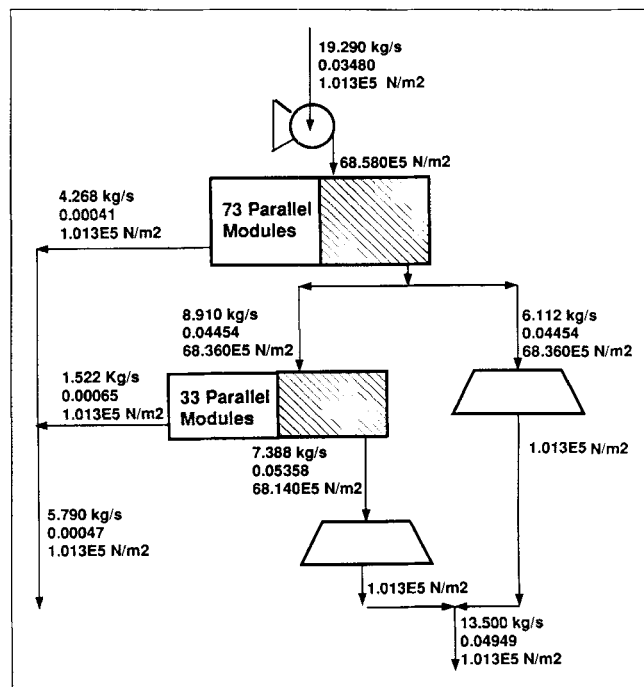 19.290 kg/s
0.03480
1.013E5 N/m2
68.580E5 N/m2
4.268 kg/s
0.00041
1.013E5 N/m2
73 Parallel
Modules
8.910 kg/s
0.04454
68.360E5 N/m2
6.112 kg/s
0.04454
68.360E5 N/m2
1.522 Kg/s
0.00065
1.013E5 N/m2
33 Parallel
Modules
7.388 kg/s
0.05358
68.140E5 N/m2
1.013E5 N/m2
5.790 kg/s
0.00047
1.013E5 N/m2
1.013E5 N/m2
13.500 kg/s
0.04949
1.013E5 N/m2